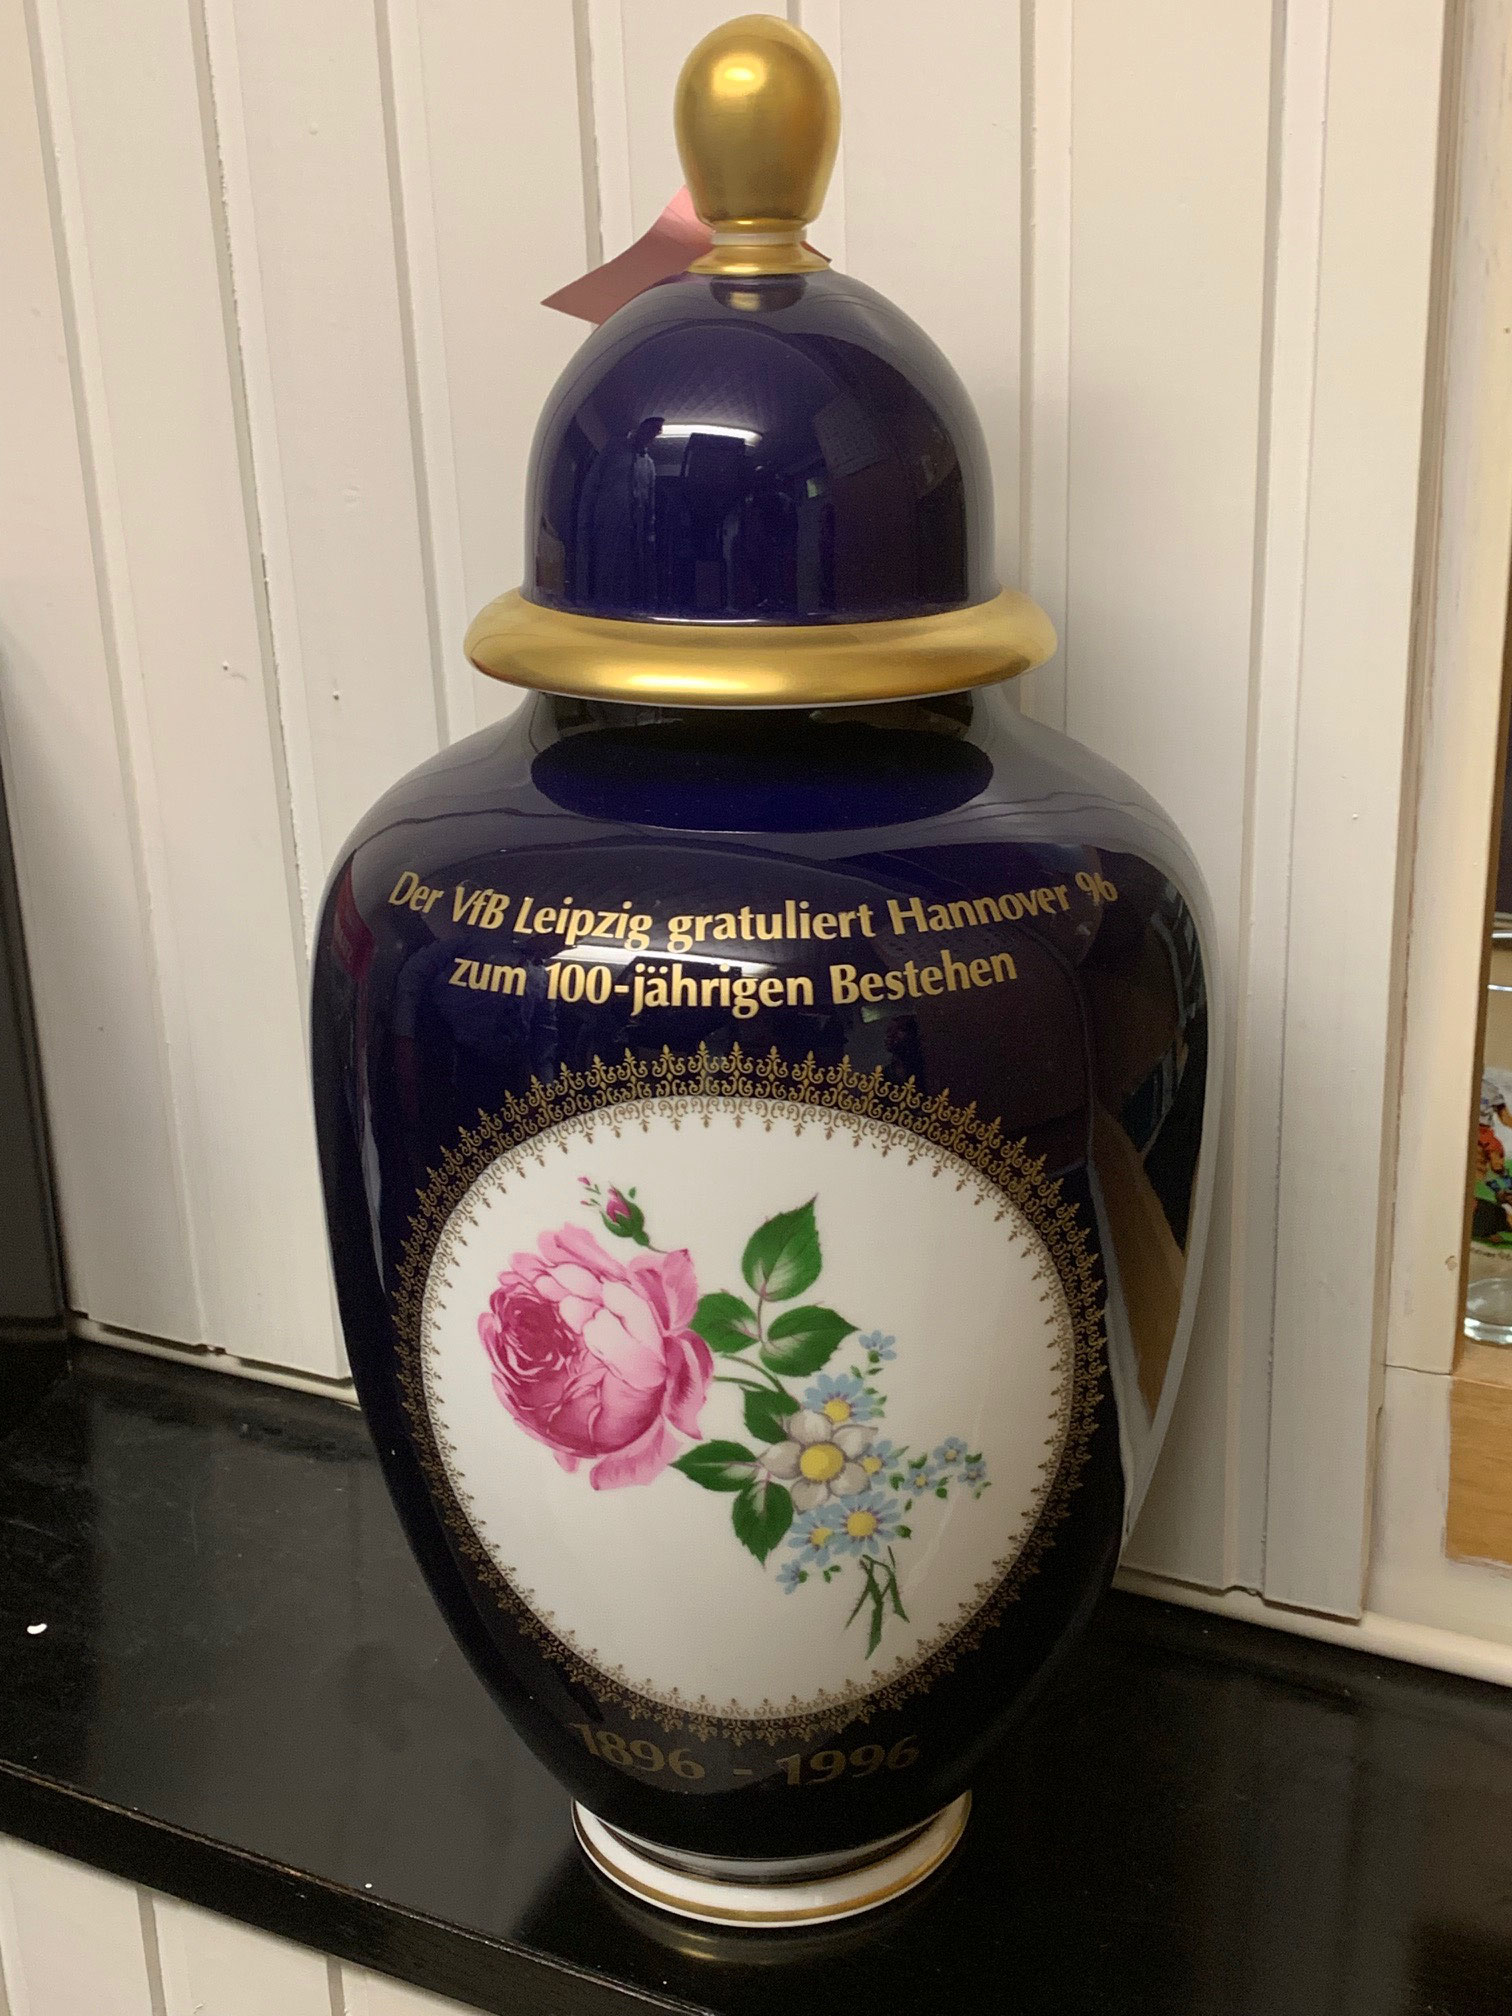 Der VfB Leipzig gratuliert Hannover 96
zum 100-jährigen Bestehen
1896 - 1996